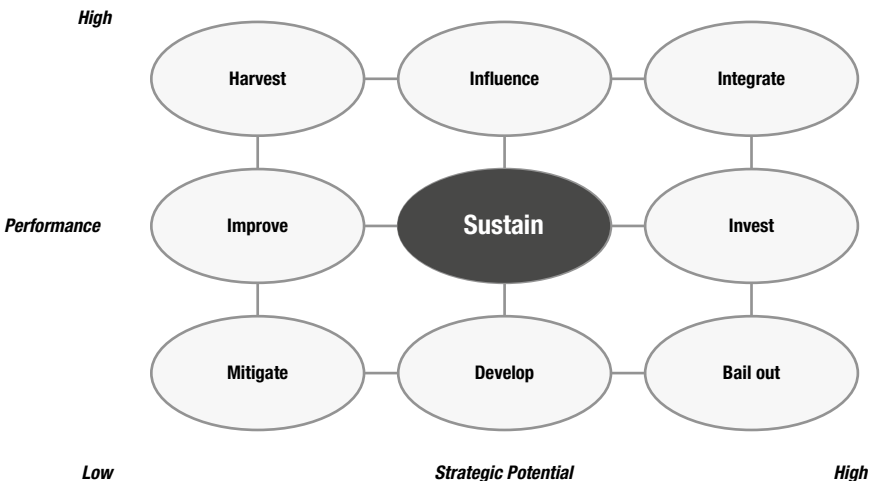 High
Harvest
Influence
Integrate
Performance
Improve
Sustain
Invest
Mitigate
Develop
Bail out
Low
Strategic Potential
High